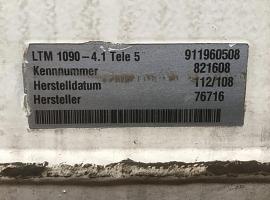 LTM 1090-4.1 Tele 5 911960508
Kennnummer 821608
Herstelldatum 112/108
Hersteller 76716